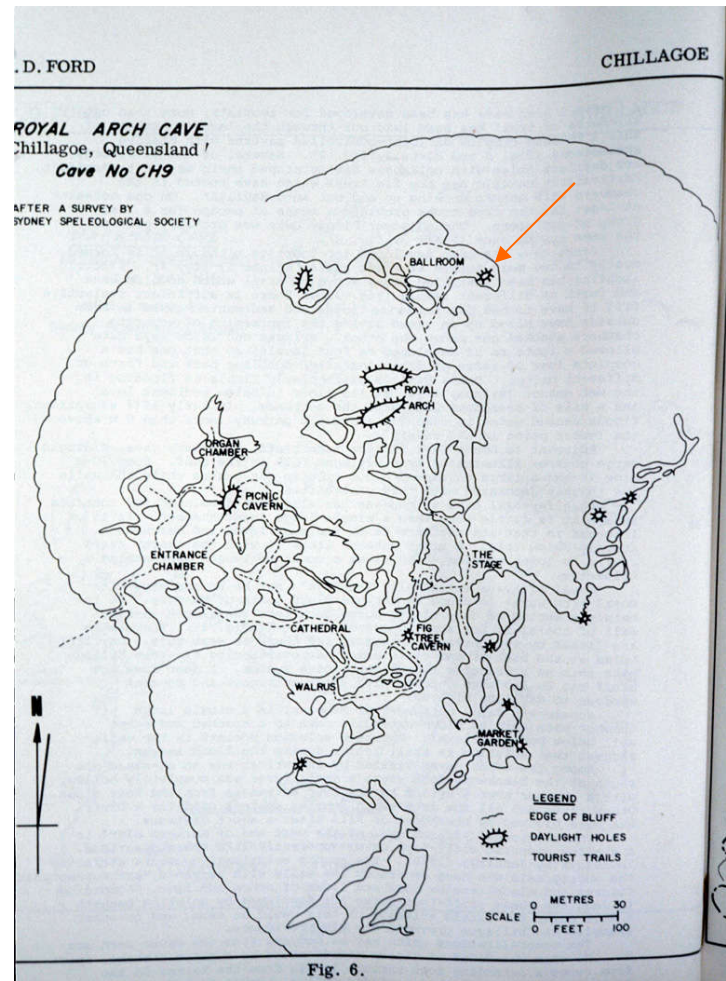 . D. FORD
CHILLAGOE
ROYAL ARCH CAVE
Chillagoe, Queensland
Cave No CH9
AFTER A SURVEY BY
SYDNEY SPELEOLOGICAL SOCIETY
BALLROOM
ROYAL
ARCH
ORGAN
CHAMBER
PICNIC
CAVERN
ENTRANCE
CHAMBER
THE
STAGE
CATHEDRAL
FIG
TREE
CAVERN
WALRUS
MARKET
GARDEN
N
LEGEND
EDGE OF BLUFF
DAYLIGHT HOLES
TOURIST TRAILS
METRES
0 30
SCALE
0 FEET 100
Fig. 6.